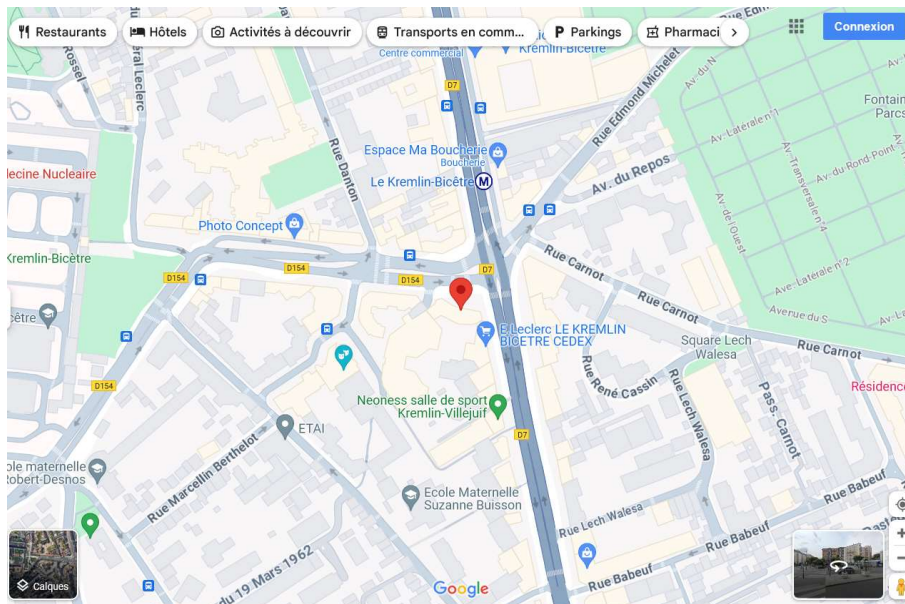 Restaurants
Hôtels
Activités à découvrir
Transports en comm...
Parkings
Pharmaci
Connexion
Rue Edmond Michelet
Rossel
éral Leclerc
Centre commercial
Kremlin-Bicêtre
D7
Av. du N
Fontain
Parcs
Rue Danton
Espace Ma Boucherie
Boucherie
Av. Latérale n°1
Av. du Rond-Point
decine Nucleaire
Le Kremlin-Bicêtre
M
Av. du Repos
Av. Transversale n°4
Photo Concept
Av. de l'Ouest
Kremlin-Bicêtre
D154
D154
D154
D7
Rue Carnot
Av. Latérale n°2
Rue Carnot
Avenue du S
Av. L
cêtre
E.Leclerc LE KREMLIN
BICETRE CEDEX
Square Lech
Walesa
Rue Carnot
D154
Rue René Cassin
Résidence
Neoness salle de sport
Kremlin-Villejuif
Rue Lech Walesa
Pass. Carnot
ETAI
D7
ole maternelle
Robert-Desnos
Rue Marcellin Berthelot
Ecole Maternelle
Suzanne Buisson
Rue Lech Walesa
Rue Babeuf
Rue Babeuf
Rue Babeuf
du 19 Mars 1962
Calques
Google